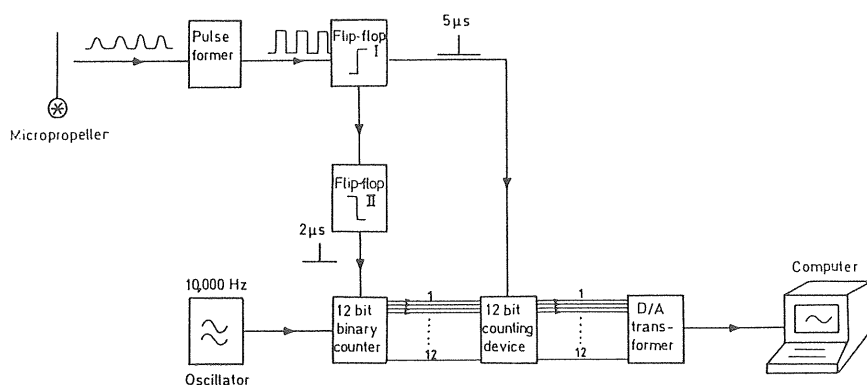 Micropropeller
Pulse
former
Flip-flop
I
5μs
Flip-flop
II
2μs
10,000 Hz
Oscillator
12 bit
binary
counter
1
12
12 bit
counting
device
1
12
D/A
trans-
former
Computer